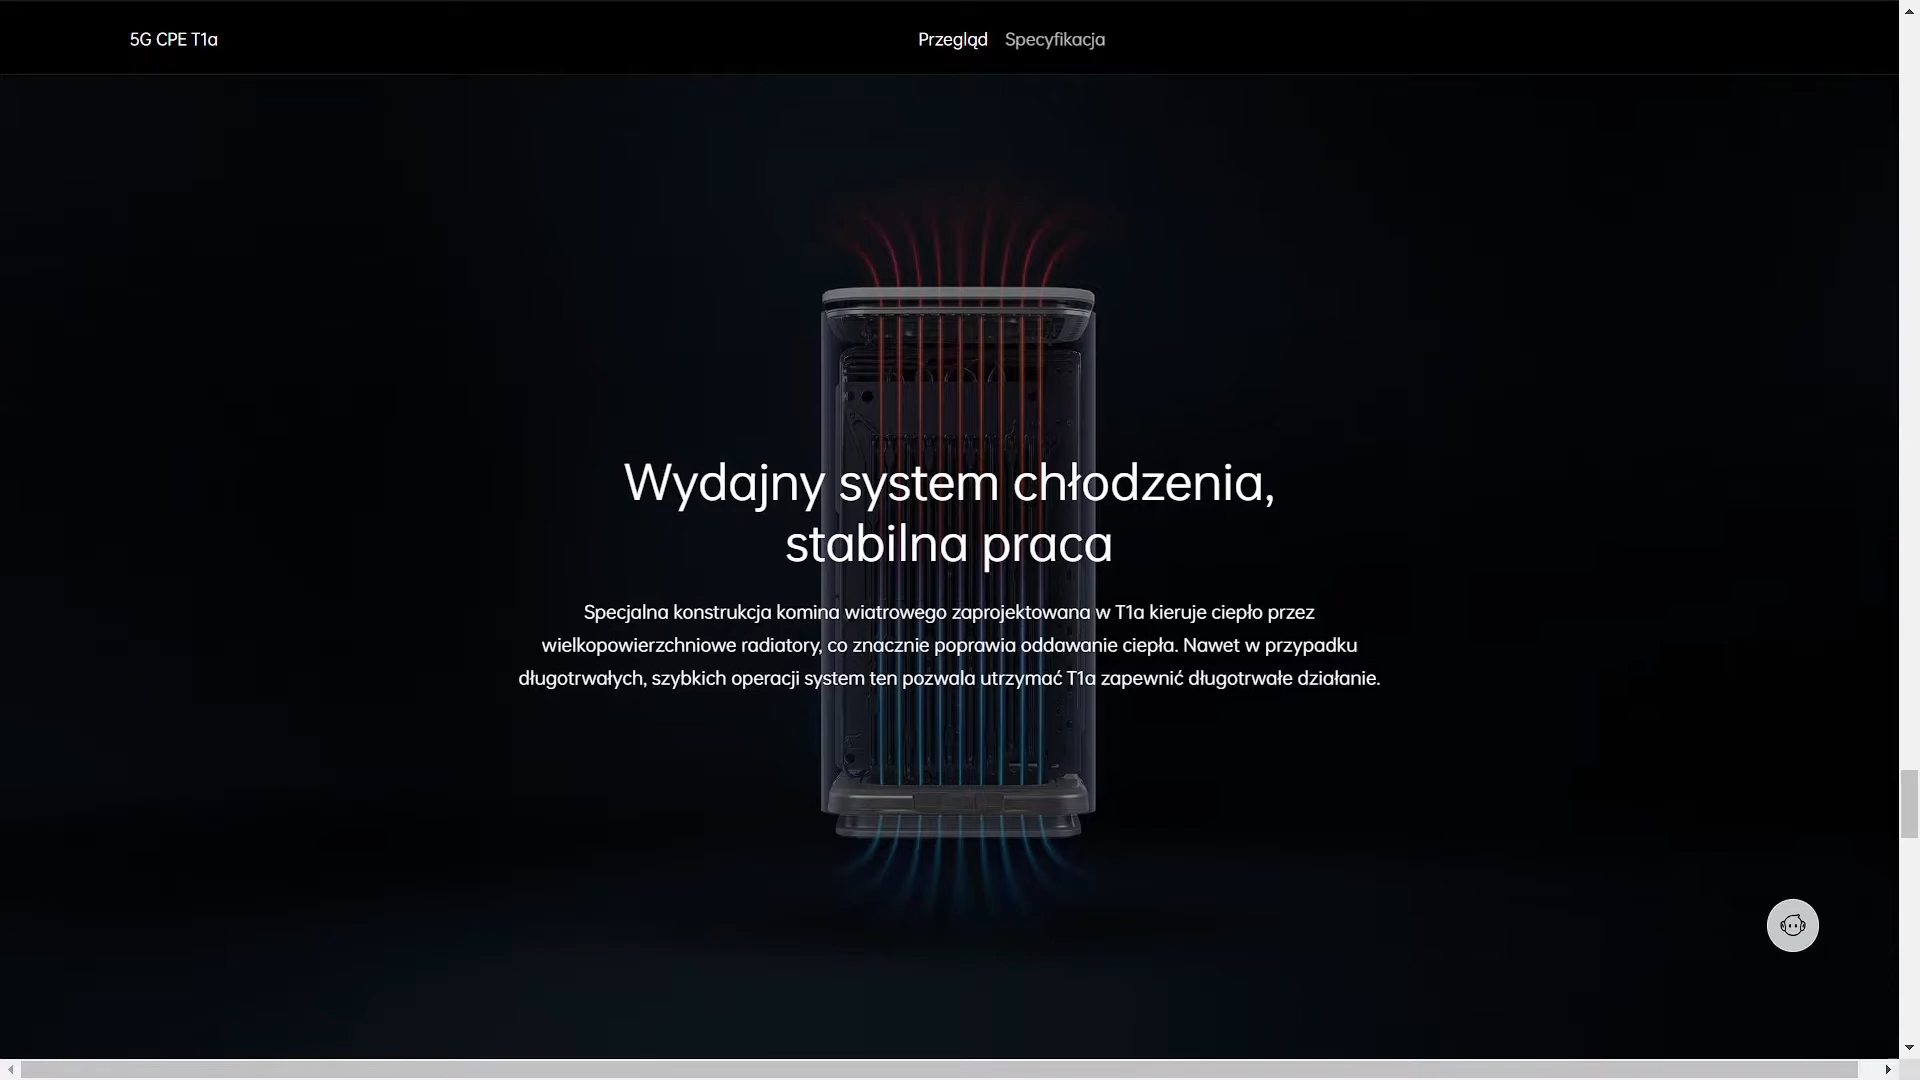 5G CPE T1a
Przegląd Specyfikacja
Wydajny system chłodzenia,
stabilna praca
Specjalna konstrukcja komina wiatrowego zaprojektowana w T1a kieruje ciepło przez
wielkopowierzchniowe radiatory, co znacznie poprawia oddawanie ciepła. Nawet w przypadku
długotrwałych, szybkich operacji system ten pozwala utrzymać T1a zapewnić długotrwałe działanie.